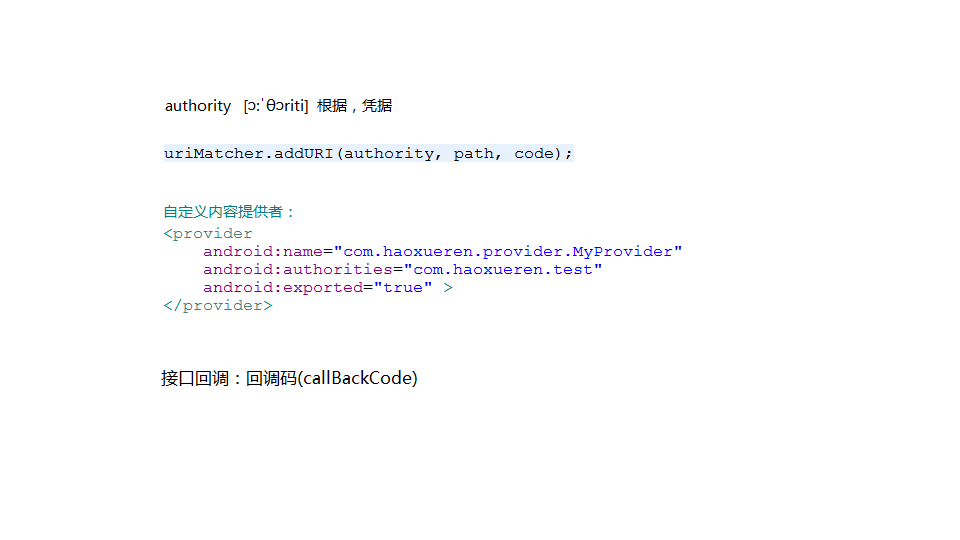 authority [ɔ:ˈθɔriti] 根据，凭据
uriMatcher.addURI(authority, path, code);
自定义内容提供者：
<provider
    android:name="com.haoxueren.provider.MyProvider"
    android:authorities="com.haoxueren.test"
    android:exported="true" >
</provider>
接口回调：回调码(callBackCode)